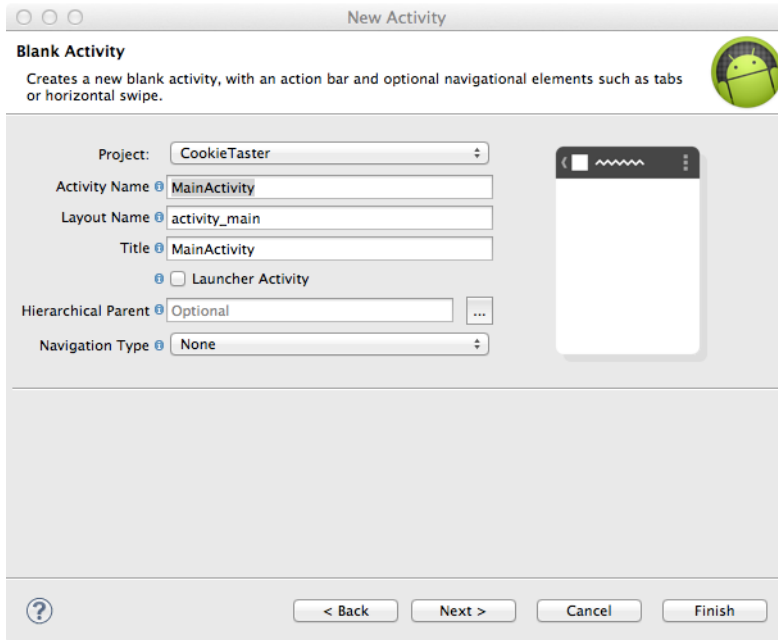 New Activity
Blank Activity
Creates a new blank activity, with an action bar and optional navigational elements such as tabs
or horizontal swipe.
Project: CookieTaster
Activity Name MainActivity
Layout Name activity_main
Title MainActivity
Launcher Activity
Hierarchical Parent Optional ...
Navigation Type None
? < Back Next > Cancel Finish